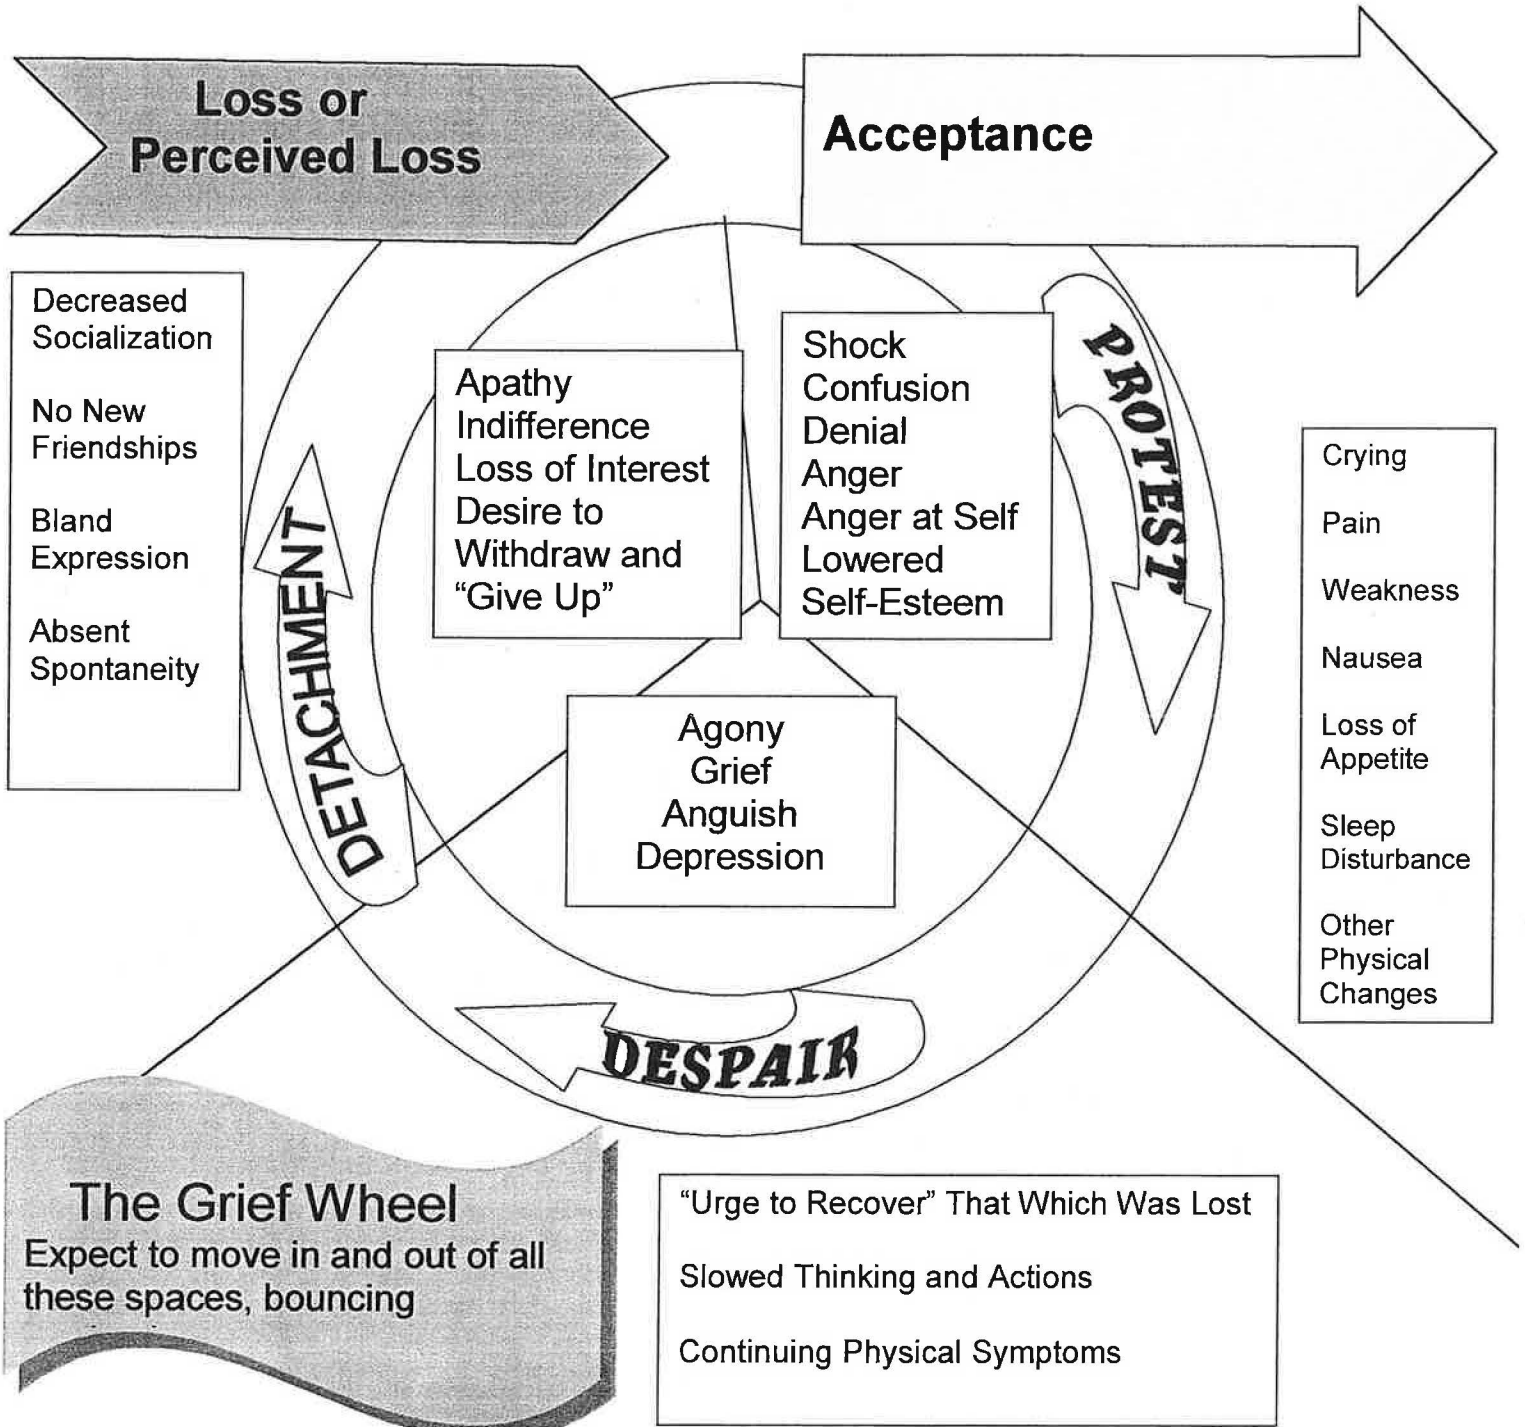 Loss or
Perceived Loss
Acceptance
Decreased
Socialization
No New
Friendships
Bland
Expression
Absent
Spontaneity
Apathy
Indifference
Loss of Interest
Desire to
Withdraw and
“Give Up”
Shock
Confusion
Denial
Anger
Anger at Self
Lowered
Self-Esteem
PROTEST
Crying
Pain
Weakness
Nausea
Loss of
Appetite
Sleep
Disturbance
Other
Physical
Changes
DETACHMENT
Agony
Grief
Anguish
Depression
DESPAIR
The Grief Wheel
Expect to move in and out of all
these spaces, bouncing
“Urge to Recover” That Which Was Lost
Slowed Thinking and Actions
Continuing Physical Symptoms